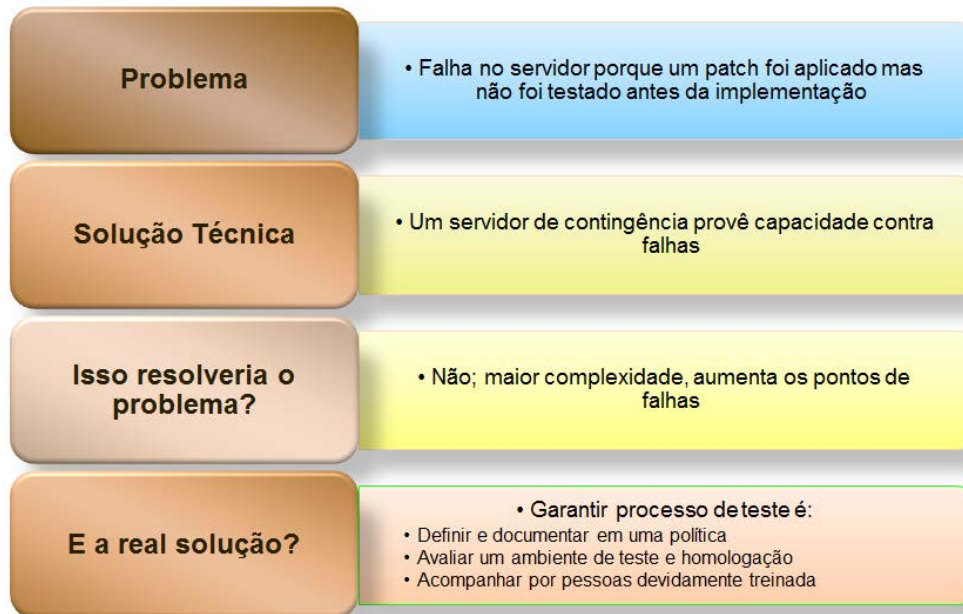 Problema
• Falha no servidor porque um patch foi aplicado mas
não foi testado antes da implementação
Solução Técnica
• Um servidor de contingência provê capacidade contra
falhas
Isso resolveria o
problema?
• Não; maior complexidade, aumenta os pontos de
falhas
E a real solução?
• Garantir processo de teste é:
• Definir e documentar em uma política
• Avaliar um ambiente de teste e homologação
• Acompanhar por pessoas devidamente treinada